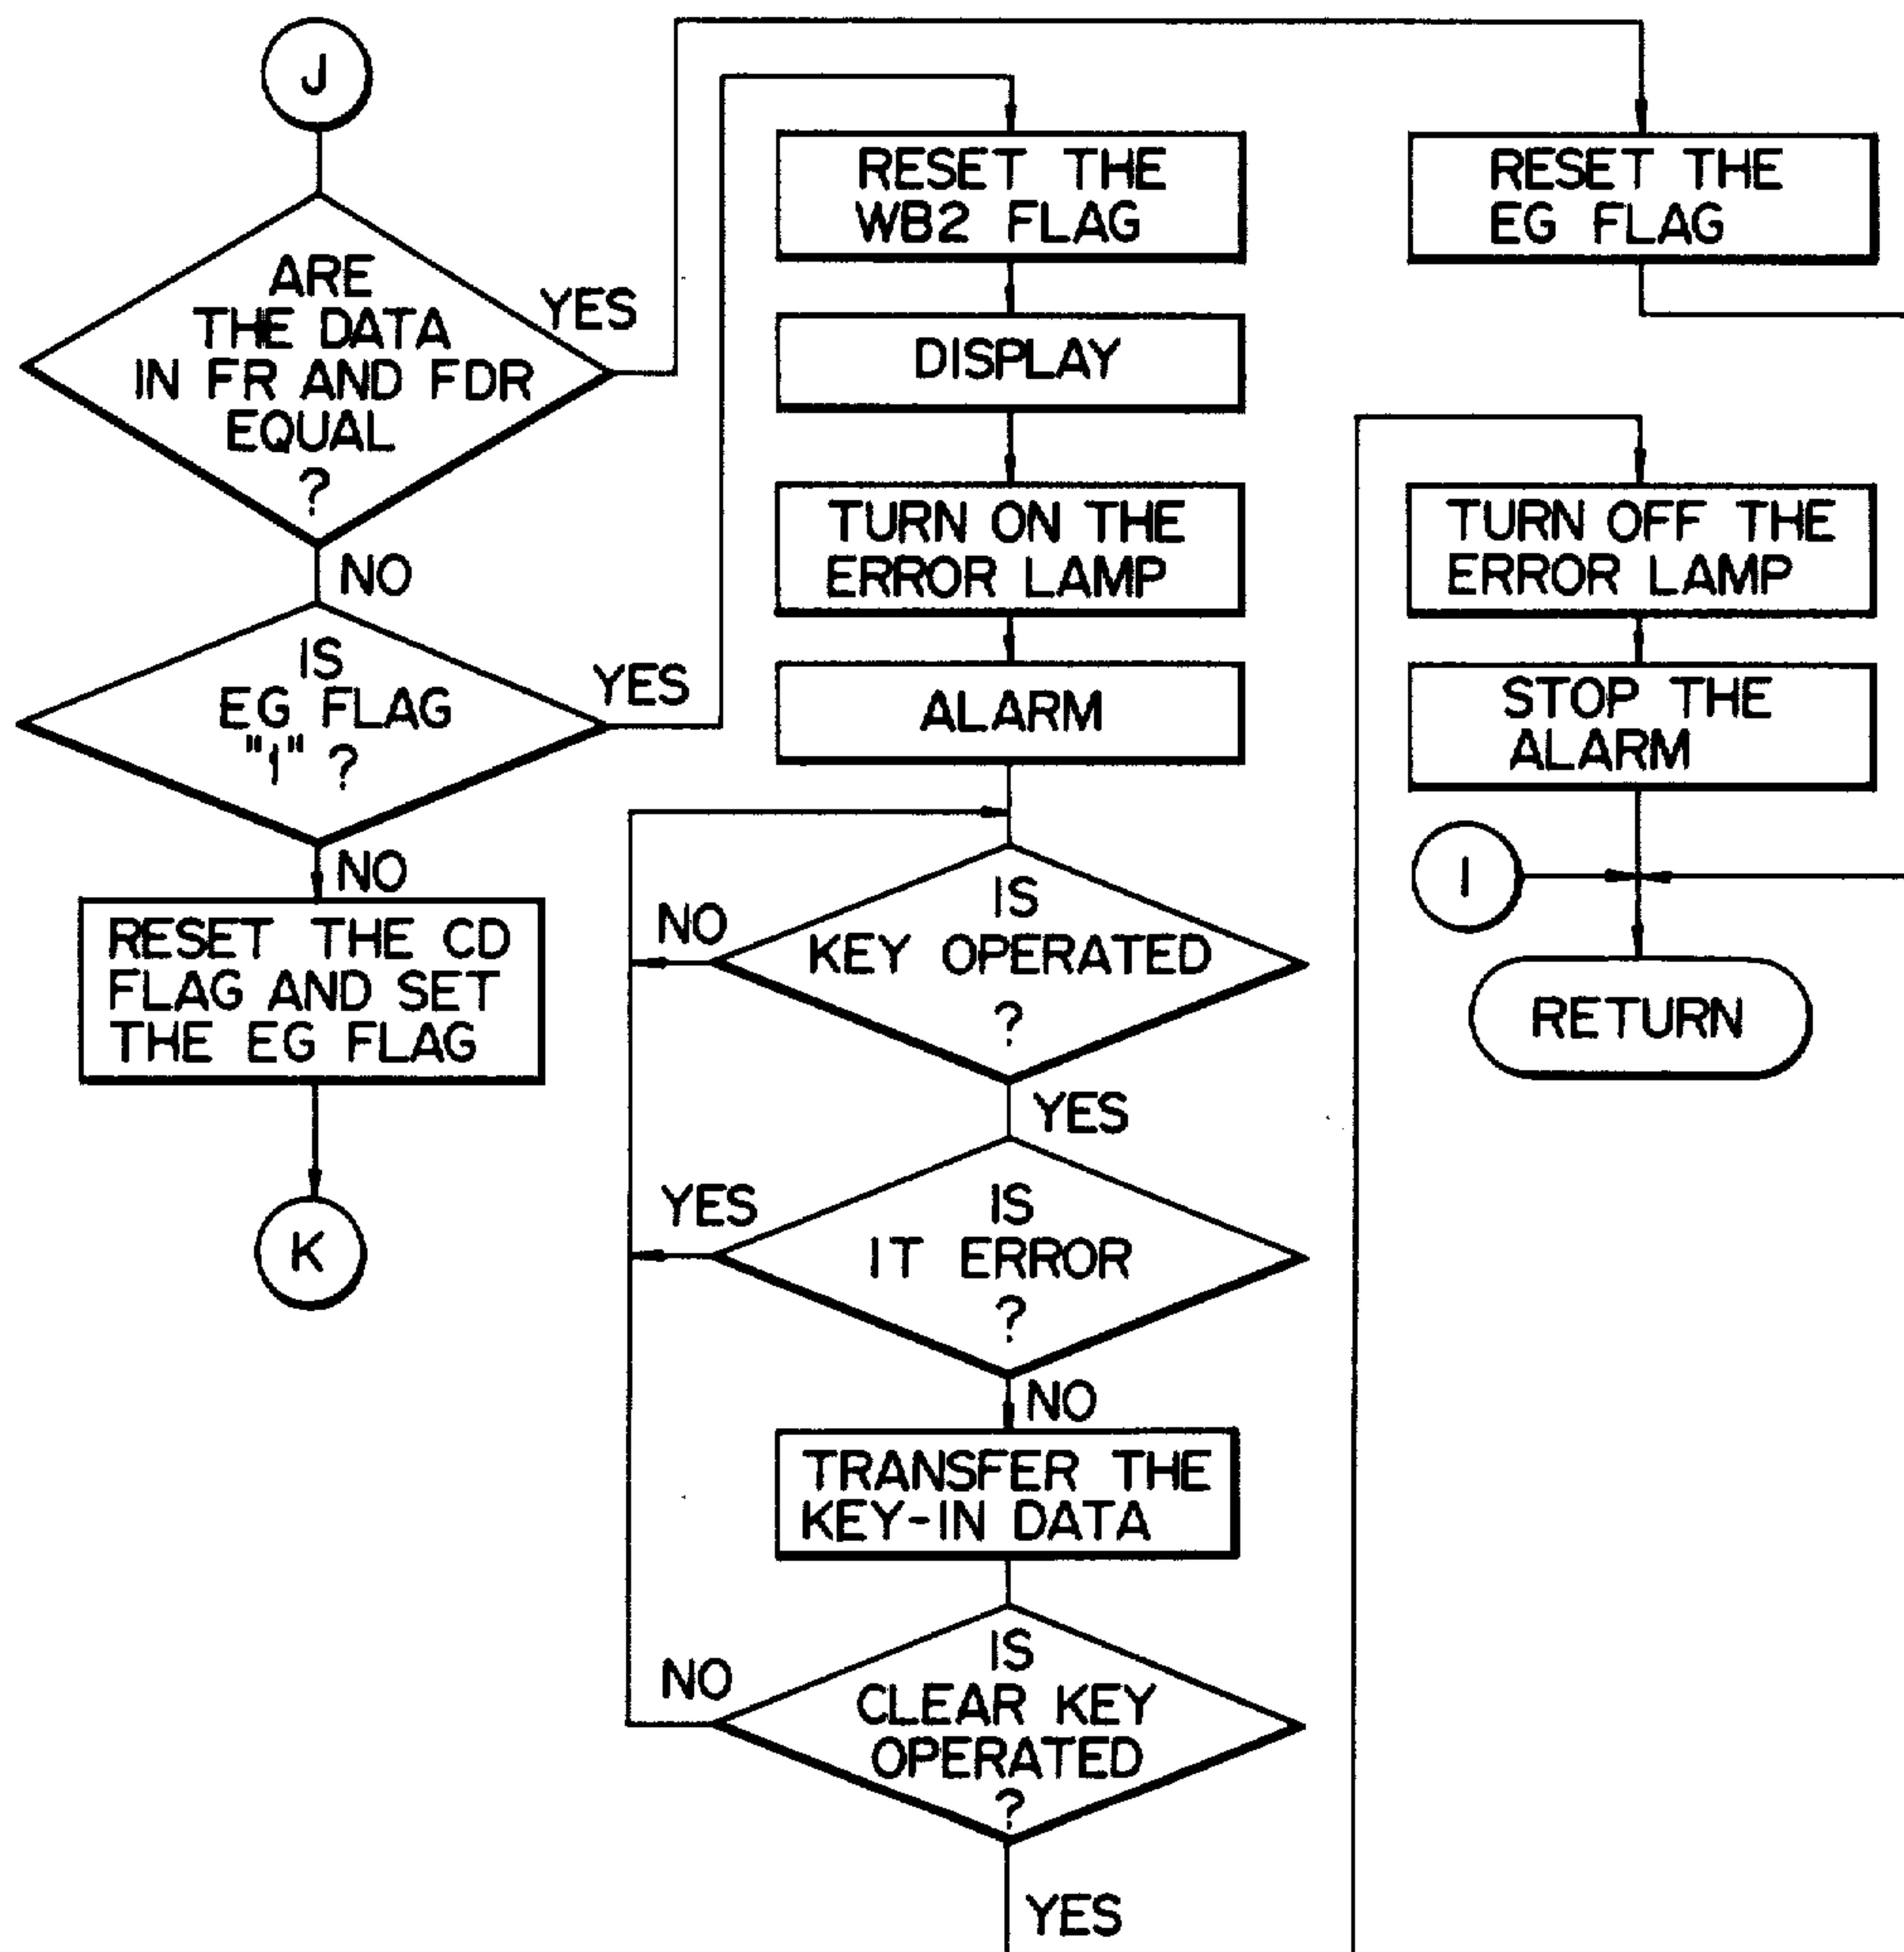 J
ARE
THE DATA
IN FR AND FDR
EQUAL
?
YES
NO
IS
EG FLAG
"1" ?
YES
NO
RESET THE CD
FLAG AND SET
THE EG FLAG
K
RESET THE
WB2 FLAG
DISPLAY
TURN ON THE
ERROR LAMP
ALARM
IS
KEY OPERATED
?
NO
YES
IS
IT ERROR
?
YES
NO
TRANSFER THE
KEY-IN DATA
IS
CLEAR KEY
OPERATED
?
NO
YES
RESET THE
EG FLAG
TURN OFF THE
ERROR LAMP
STOP THE
ALARM
I
RETURN